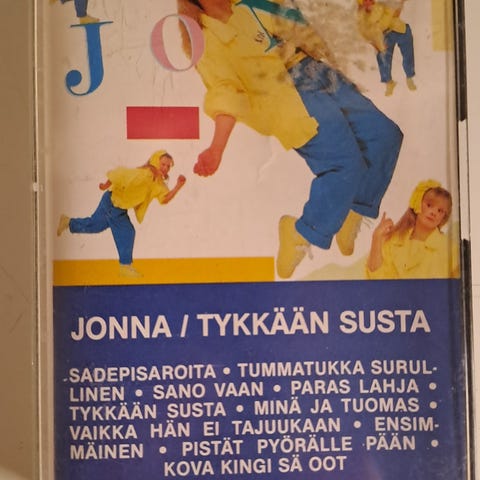 JO
JONNA / TYKKÄÄN SUSTA
SADEPISAROITA • TUMMATUKKA SURUL-
LINEN • SANO VAAN • PARAS LAHJA •
TYKKÄÄN SUSTA • MINÄ JA TUOMAS •
VAIKKA HÄN EI TAJUUKAAN • ENSIM-
MÄINEN • PISTÄT PYÖRÄLLE PÄÄN •
KOVA KINGI SÄ OOT